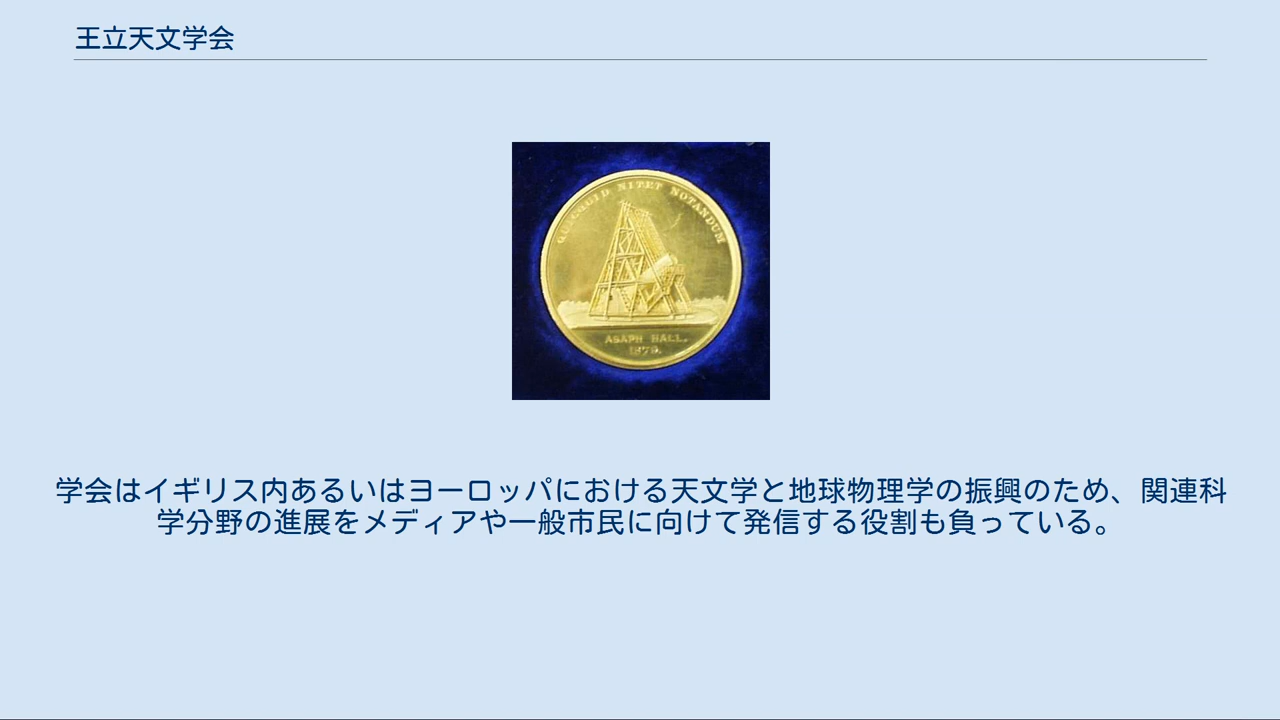 王立天文学会
QUICQUID NITET NOTANDUM
ASAPH HALL.
1879.
学会はイギリス内あるいはヨーロッパにおける天文学と地球物理学の振興のため、関連科
学分野の進展をメディアや一般市民に向けて発信する役割も負っている。